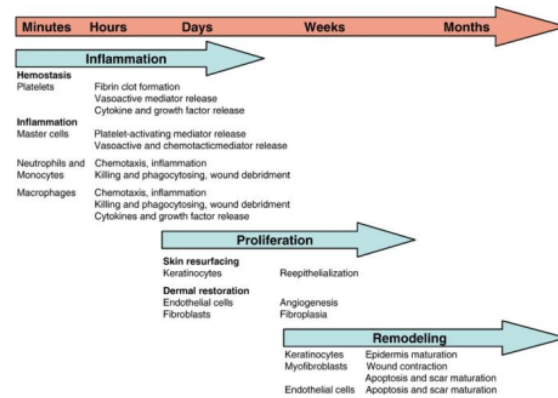 Minutes Hours Days Weeks Months
Inflammation
Hemostasis
Platelets Fibrin clot formation
Vasoactive mediator release
Cytokine and growth factor release
Inflammation
Master cells Platelet-activating mediator release
Vasoactive and chemotacticmediator release
Neutrophils and Chemotaxis, inflammation
Monocytes Killing and phagocytosing, wound debridment
Macrophages Chemotaxis, inflammation
Killing and phagocytosing, wound debridment
Cytokines and growth factor release
Proliferation
Skin resurfacing
Keratinocytes Reepithelialization
Dermal restoration
Endothelial cells Angiogenesis
Fibroblasts Fibroplasia
Remodeling
Keratinocytes Epidermis maturation
Myofibroblasts Wound contraction
Apoptosis and scar maturation
Endothelial cells Apoptosis and scar maturation